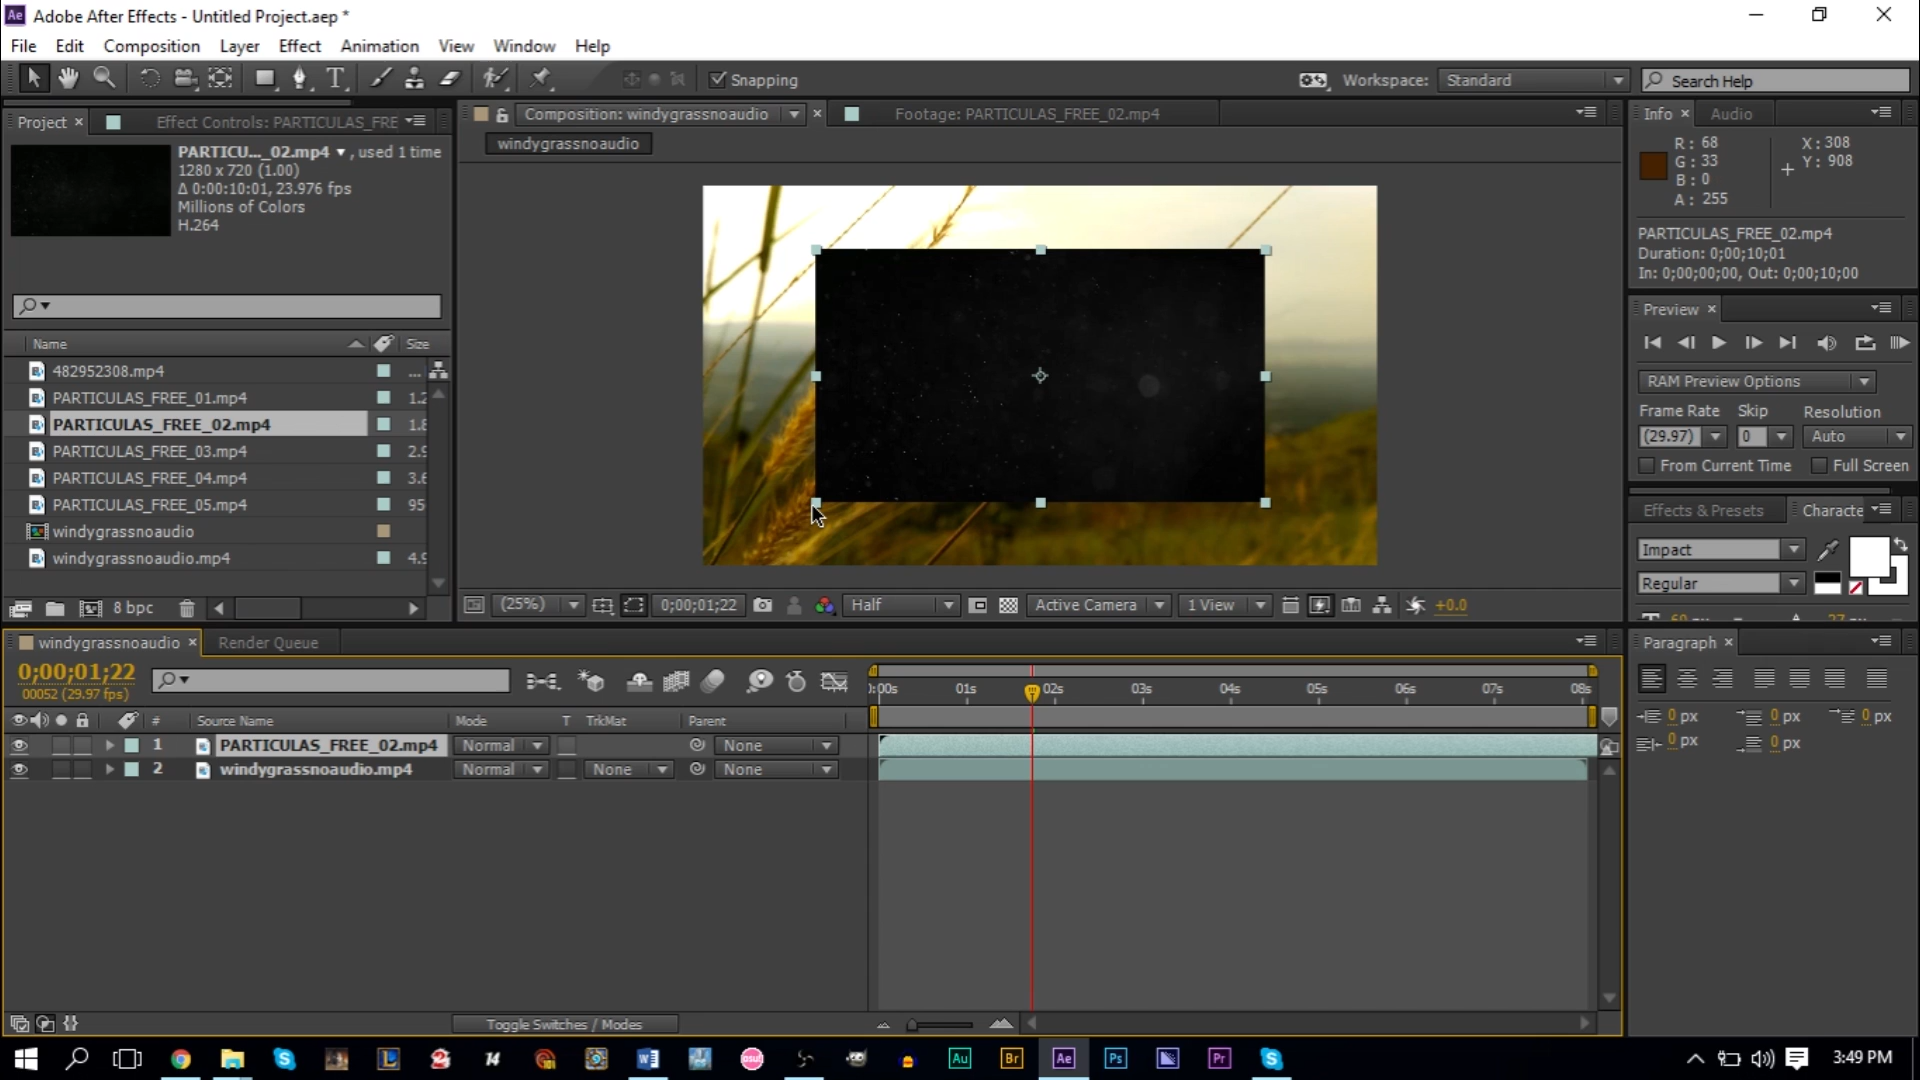 Adobe After Effects - Untitled Project.aep *
File Edit Composition Layer Effect Animation View Window Help
Snapping Workspace: Standard Search Help
Project Effect Controls: PARTICULAS_FRE
PARTICU..._02.mp4 , used 1 time
1280 x 720 (1.00)
Δ 0:00:10:01, 23.976 fps
Millions of Colors
H.264
Name Size
482952308.mp4 ...
PARTICULAS_FREE_01.mp4 1.2
PARTICULAS_FREE_02.mp4 1.8
PARTICULAS_FREE_03.mp4 2.9
PARTICULAS_FREE_04.mp4 3.6
PARTICULAS_FREE_05.mp4 95
windygrassnoaudio
windygrassnoaudio.mp4 4.9
8 bpc
Composition: windygrassnoaudio Footage: PARTICULAS_FREE_02.mp4
windygrassnoaudio
(25%) 0;00;01;22 Half Active Camera 1 View +0.0
Info Audio
R: 68 X: 308
G: 33 Y: 908
B: 0
A: 255
PARTICULAS_FREE_02.mp4
Duration: 0;00;10;01
In: 0;00;00;00, Out: 0;00;10;00
Preview
RAM Preview Options
Frame Rate Skip Resolution
(29.97) 0 Auto
From Current Time Full Screen
Effects & Presets Characte
Impact
Regular
windygrassnoaudio Render Queue
0;00;01;22
00052 (29.97 fps)
:00s 01s 02s 03s 04s 05s 06s 07s 08s
# Source Name Mode T TrkMat Parent
1 PARTICULAS_FREE_02.mp4 Normal None
2 windygrassnoaudio.mp4 Normal None None
Toggle Switches / Modes
Paragraph
0 px 0 px 0 px
0 px 0 px
Au Br Ae Ps Pr
3:49 PM